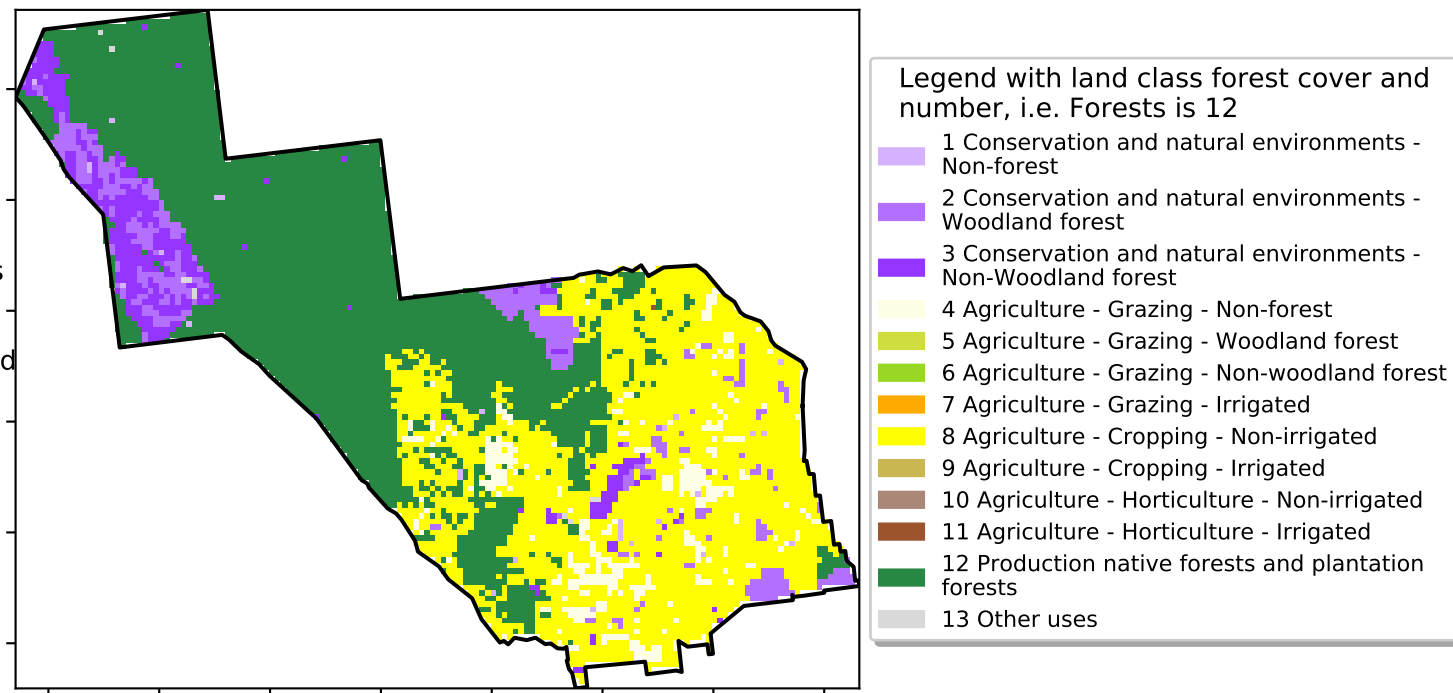 s
d
Legend with land class forest cover and
number, i.e. Forests is 12
1 Conservation and natural environments -
Non-forest
2 Conservation and natural environments -
Woodland forest
3 Conservation and natural environments -
Non-Woodland forest
4 Agriculture - Grazing - Non-forest
5 Agriculture - Grazing - Woodland forest
6 Agriculture - Grazing - Non-woodland forest
7 Agriculture - Grazing - Irrigated
8 Agriculture - Cropping - Non-irrigated
9 Agriculture - Cropping - Irrigated
10 Agriculture - Horticulture - Non-irrigated
11 Agriculture - Horticulture - Irrigated
12 Production native forests and plantation
forests
13 Other uses